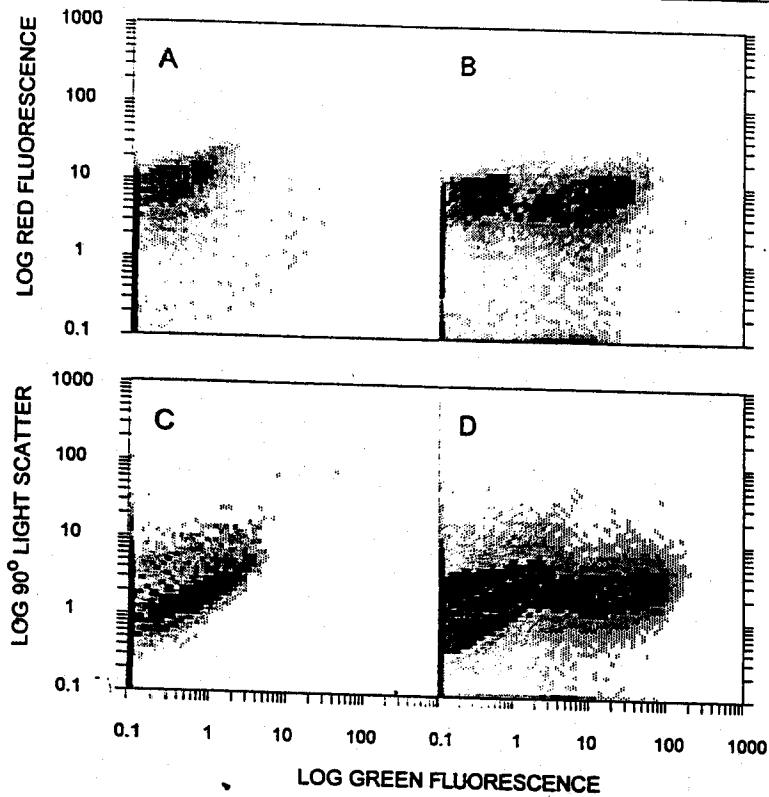 1000
100
10
1
0.1
LOG RED FLUORESCENCE
A
B
1000
100
10
1
0.1
LOG 90° LIGHT SCATTER
C
D
0.1 1 10 100 0.1 1 10 100 1000
LOG GREEN FLUORESCENCE